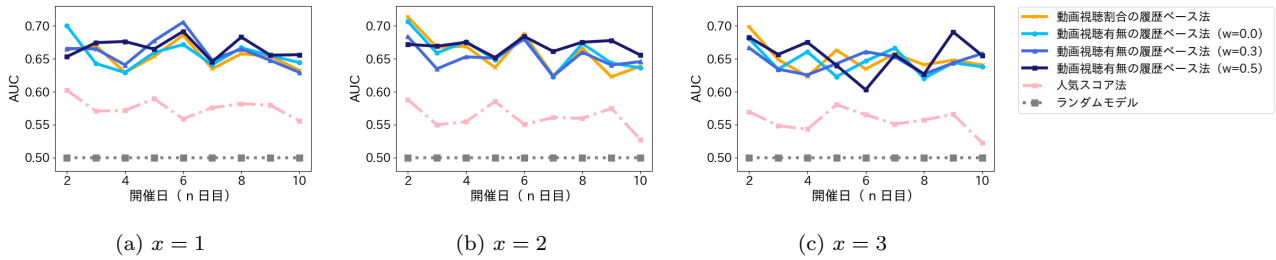 AUC
0.70
0.65
0.60
0.55
0.50
2 4 6 8 10
開催日 ( n 日目)
(a) x = 1
AUC
0.70
0.65
0.60
0.55
0.50
2 4 6 8 10
開催日 ( n 日目)
(b) x = 2
AUC
0.70
0.65
0.60
0.55
0.50
2 4 6 8 10
開催日 ( n 日目)
(c) x = 3
動画視聴割合の履歴ベース法
動画視聴有無の履歴ベース法 (w=0.0)
動画視聴有無の履歴ベース法 (w=0.3)
動画視聴有無の履歴ベース法 (w=0.5)
人気スコア法
ランダムモデル